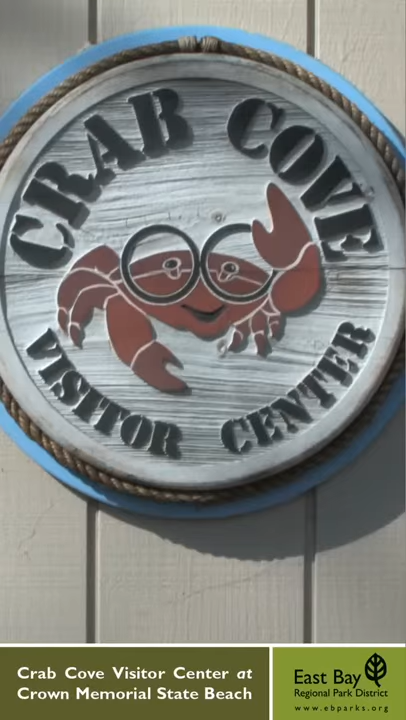 CRAB COVE
VISITOR CENTER
Crab Cove Visitor Center at
Crown Memorial State Beach
East Bay
Regional Park District
www.ebparks.org